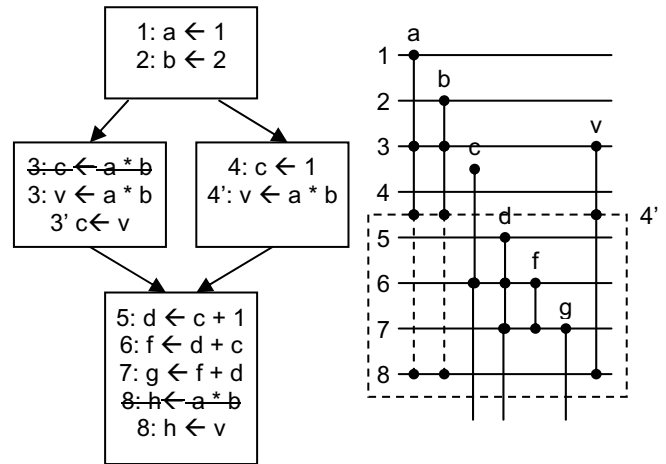 1: a ← 1
2: b ← 2
3: c ← a * b
3: v ← a * b
3' c← v
4: c ← 1
4': v ← a * b
5: d ← c + 1
6: f ← d + c
7: g ← f + d
8: h← a * b
8: h ← v
a
1
b
2
v
3
c
4
4'
d
5
f
6
g
7
8